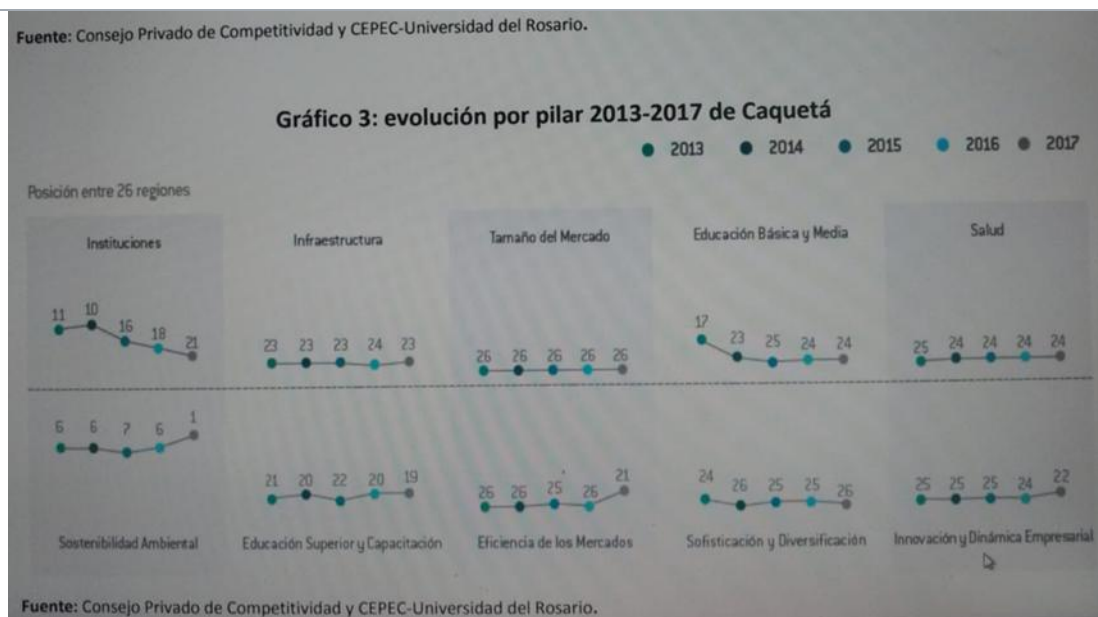 Fuente: Consejo Privado de Competitividad y CEPEC-Universidad del Rosario.
Gráfico 3: evolución por pilar 2013-2017 de Caquetá
2013 2014 2015 2016 2017
Posición entre 26 regiones
Instituciones Infraestructura Tamaño del Mercado Educación Básica y Media Salud
11 10 16 18 21 23 23 23 24 23 26 26 26 26 26 17 23 25 24 24 25 24 24 24 24
6 6 7 6 1 21 20 22 20 19 26 26 25 26 21 24 26 25 25 26 25 25 25 24 22
Sostenibilidad Ambiental Educación Superior y Capacitación Eficiencia de los Mercados Sofisticación y Diversificación Innovación y Dinámica Empresarial
Fuente: Consejo Privado de Competitividad y CEPEC-Universidad del Rosario.